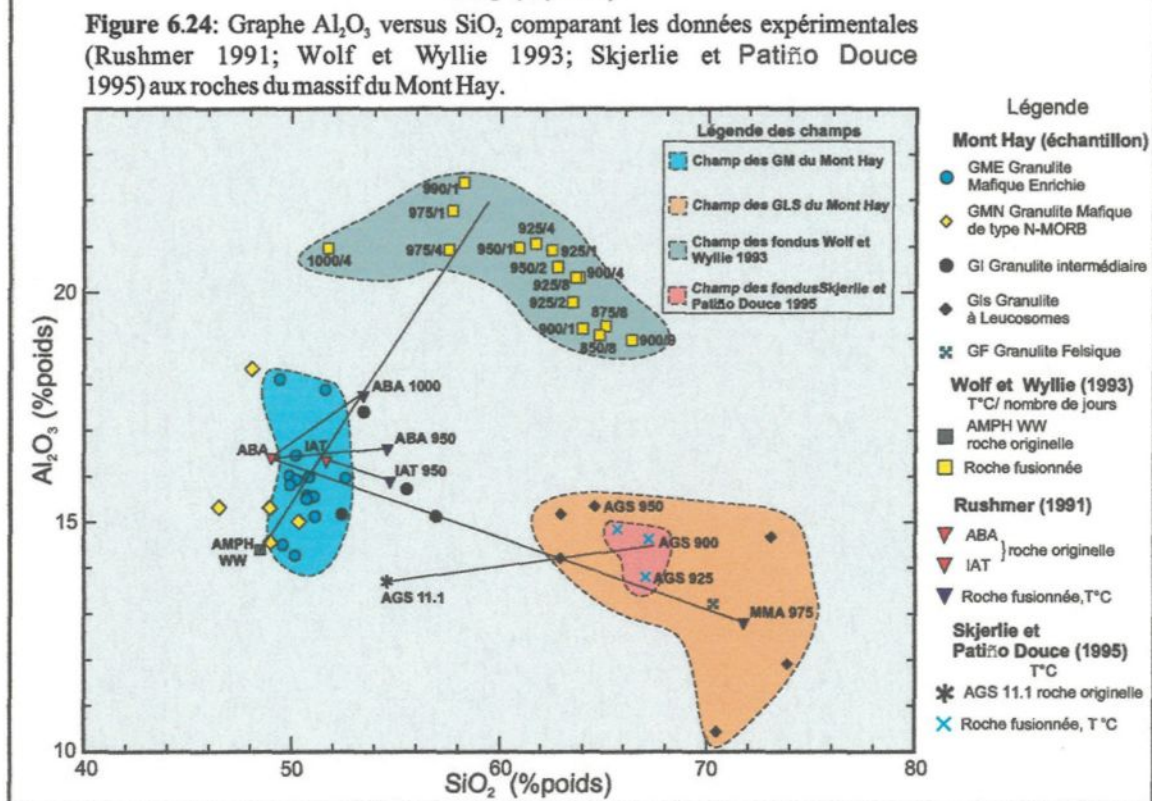 Figure 6.24: Graphe Al₂O₃ versus SiO₂ comparant les données expérimentales
(Rushmer 1991; Wolf et Wyllie 1993; Skjerlie et Patiño Douce
1995) aux roches du massif du Mont Hay.
Légende
Mont Hay (échantillon)
GME Granulite
Mafique Enrichie
GMN Granulite Mafique
de type N-MORB
GI Granulite intermédiaire
Gls Granulite
à Leucosomes
GF Granulite Felsique
Wolf et Wyllie (1993)
T°C/ nombre de jours
AMPH WW
roche originelle
Roche fusionnée
Rushmer (1991)
ABA
}roche originelle
IAT
Roche fusionnée,T°C
Skjerlie et
Patiño Douce (1995)
T°C
AGS 11.1 roche originelle
Roche fusionnée, T °C
Légende des champs
Champ des GM du Mont Hay
Champ des GLS du Mont Hay
Champ des fondus Wolf et
Wyllie 1993
Champ des fondusSkjerlie et
Patiño Douce 1995
990/1
975/1
925/4
1000/4
975/4
950/1
925/1
950/2
900/4
925/8
925/2
875/8
900/1
850/8
900/9
ABA 1000
ABA
IAT
ABA 950
IAT 950
AMPH
WW
AGS 11.1
AGS 950
AGS 900
AGS 925
MMA 975
Al₂O₃ (%poids)
20
15
10
40
50
60
70
80
SiO₂ (%poids)